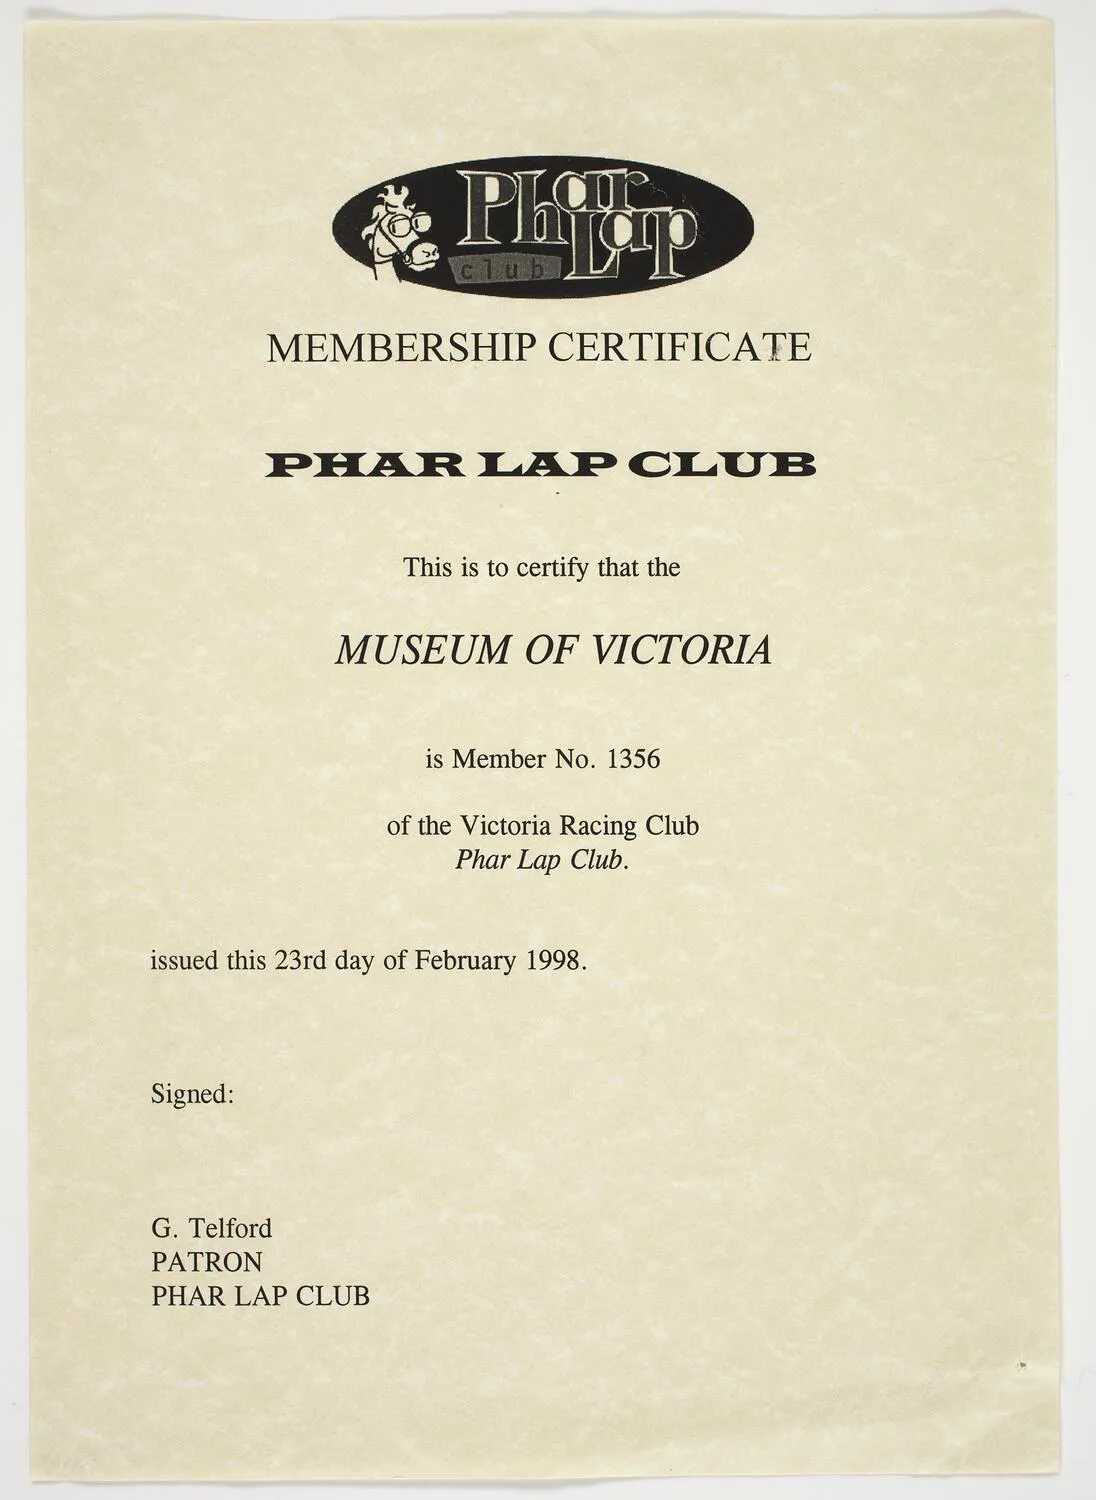 Phar Lap
club
MEMBERSHIP CERTIFICATE
PHAR LAP CLUB
This is to certify that the
MUSEUM OF VICTORIA
is Member No. 1356
of the Victoria Racing Club
Phar Lap Club.
issued this 23rd day of February 1998.
Signed:
G. Telford
PATRON
PHAR LAP CLUB